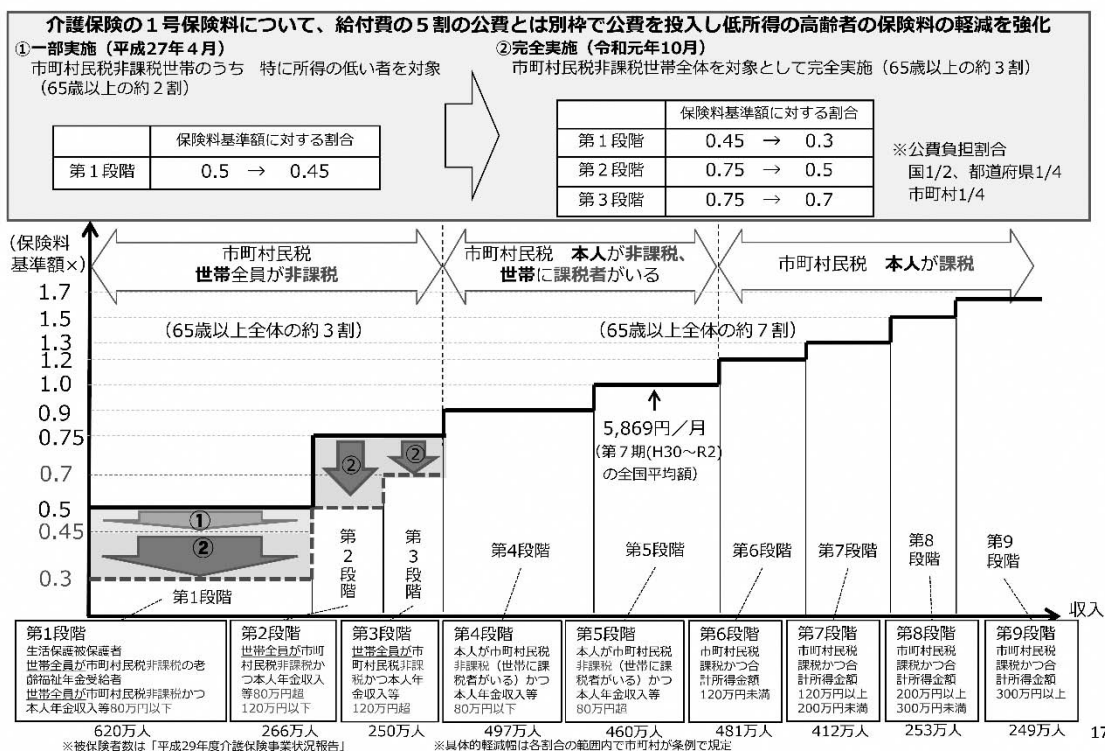 介護保険の１号保険料について、給付費の５割の公費とは別枠で公費を投入し低所得の高齢者の保険料の軽減を強化
①一部実施（平成27年４月）
市町村民税非課税世帯のうち　特に所得の低い者を対象
（65歳以上の約２割）
保険料基準額に対する割合
第１段階　0.5　→　0.45
②完全実施（令和元年10月）
市町村民税非課税世帯全体を対象として完全実施（65歳以上の約３割）
保険料基準額に対する割合
第１段階　0.45　→　0.3
第２段階　0.75　→　0.5
第３段階　0.75　→　0.7
※公費負担割合
国1/2、都道府県1/4
市町村1/4
（保険料
基準額×）
市町村民税
世帯全員が非課税
市町村民税　本人が非課税、
世帯に課税者がいる
市町村民税　本人が課税
（65歳以上全体の約３割）
（65歳以上全体の約７割）
1.7
1.5
1.3
1.2
1.0
0.9
0.75
0.7
0.5
0.45
0.3
5,869円／月
（第７期(H30～R2)
の全国平均額）
②
②
①
②
第1段階
第２段階
第３段階
第4段階
第5段階
第6段階
第7段階
第8
段階
第9
段階
収入
第1段階
生活保護被保護者
世帯全員が市町村民税非課税の老
齢福祉年金受給者
世帯全員が市町村民税非課税かつ
本人年金収入等80万円以下
第2段階
世帯全員が市町
村民税非課税か
つ本人年金収入
等80万円超
120万円以下
第3段階
世帯全員が市
町村民税非課
税かつ本人年
金収入等
120万円超
第4段階
本人が市町村民税
非課税（世帯に課
税者がいる）かつ
本人年金収入等
80万円以下
第5段階
本人が市町村民税
非課税（世帯に課
税者がいる）かつ
本人年金収入等
80万円超
第6段階
市町村民税
課税かつ合
計所得金額
120万円未満
第7段階
市町村民税
課税かつ合
計所得金額
120万円以上
200万円未満
第8段階
市町村民税
課税かつ合
計所得金額
200万円以上
300万円未満
第9段階
市町村民税
課税かつ合
計所得金額
300万円以上
620万人
266万人
250万人
497万人
460万人
481万人
412万人
253万人
249万人
17
※被保険者数は「平成29年度介護保険事業状況報告」
※具体的軽減幅は各割合の範囲内で市町村が条例で規定